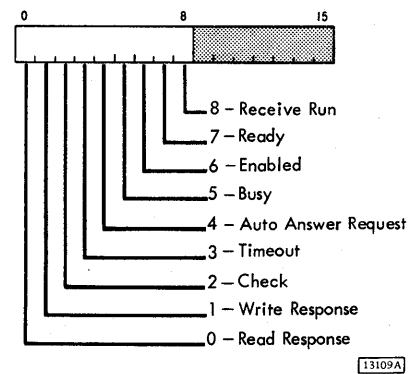 0 8 15
8 – Receive Run
7 – Ready
6 – Enabled
5 – Busy
4 – Auto Answer Request
3 – Timeout
2 – Check
1 – Write Response
0 – Read Response
13109A